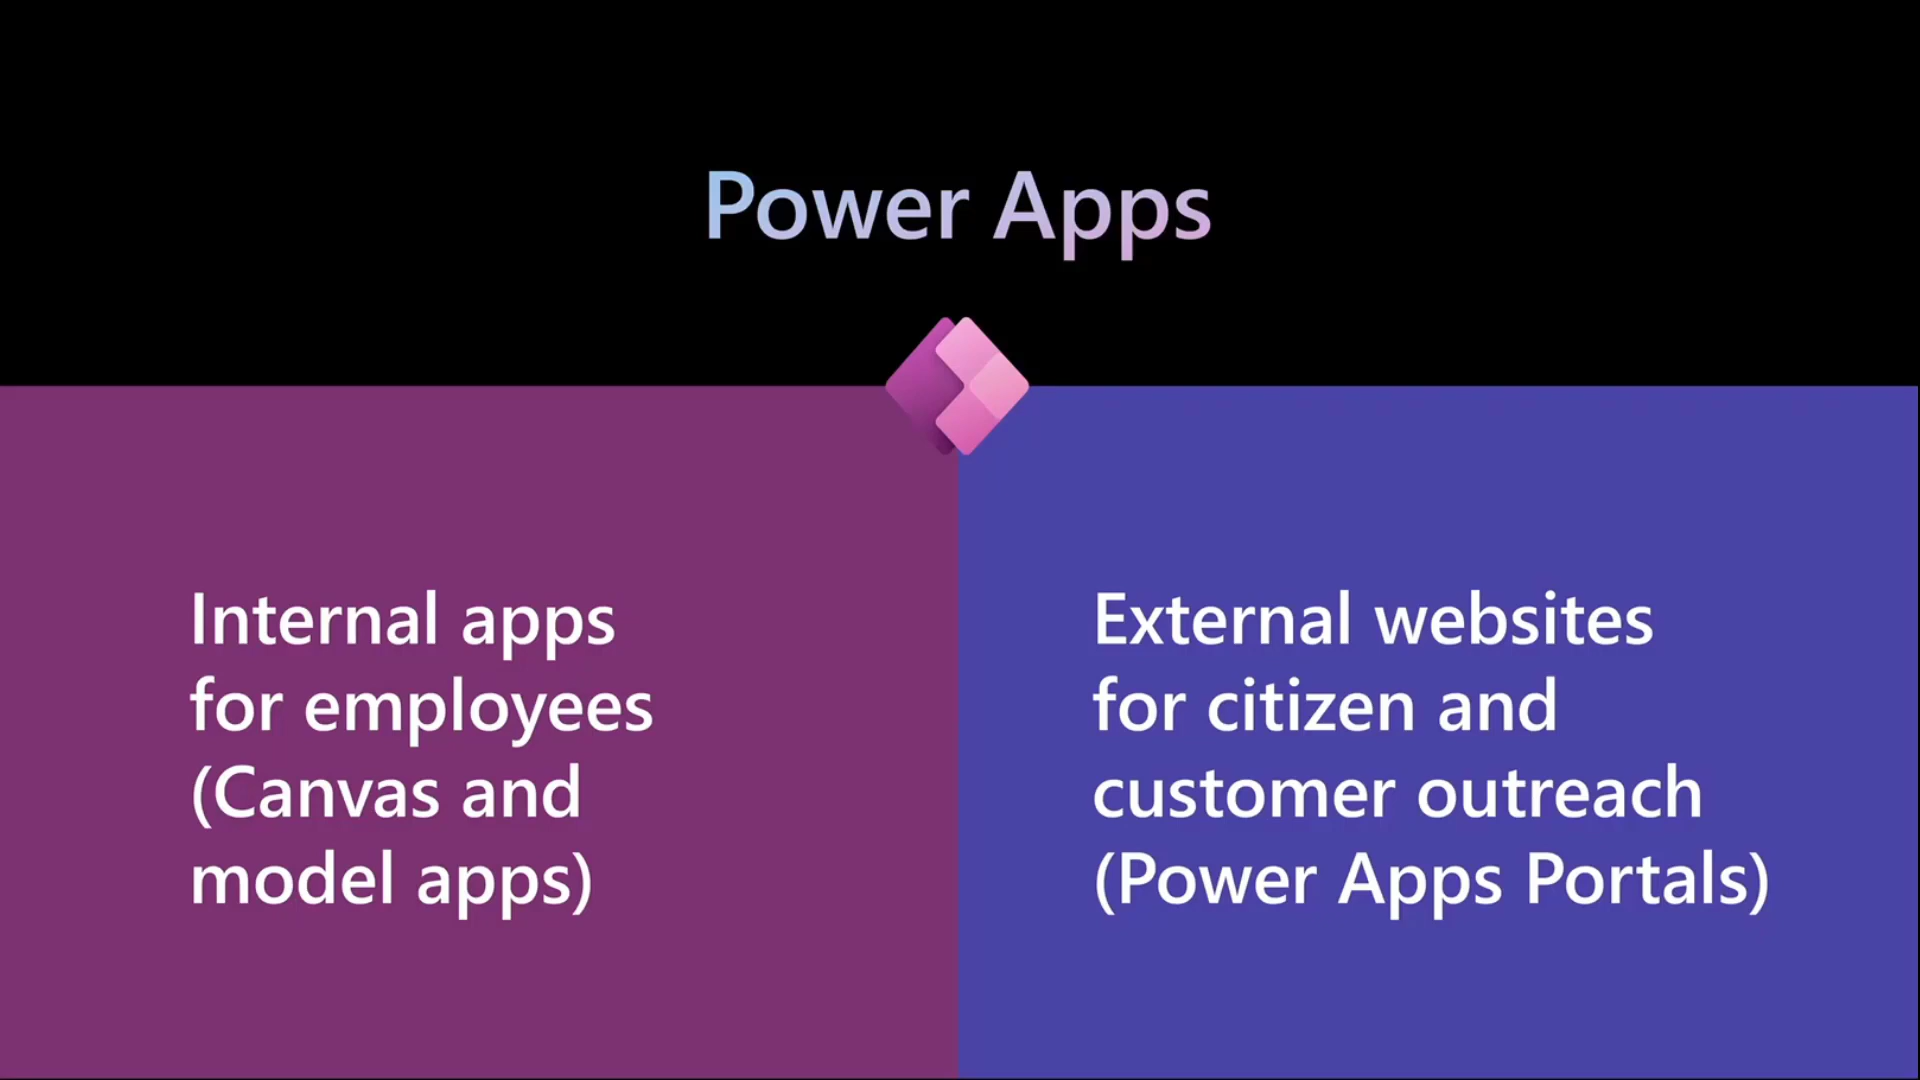 Power Apps
Internal apps
for employees
(Canvas and
model apps)
External websites
for citizen and
customer outreach
(Power Apps Portals)